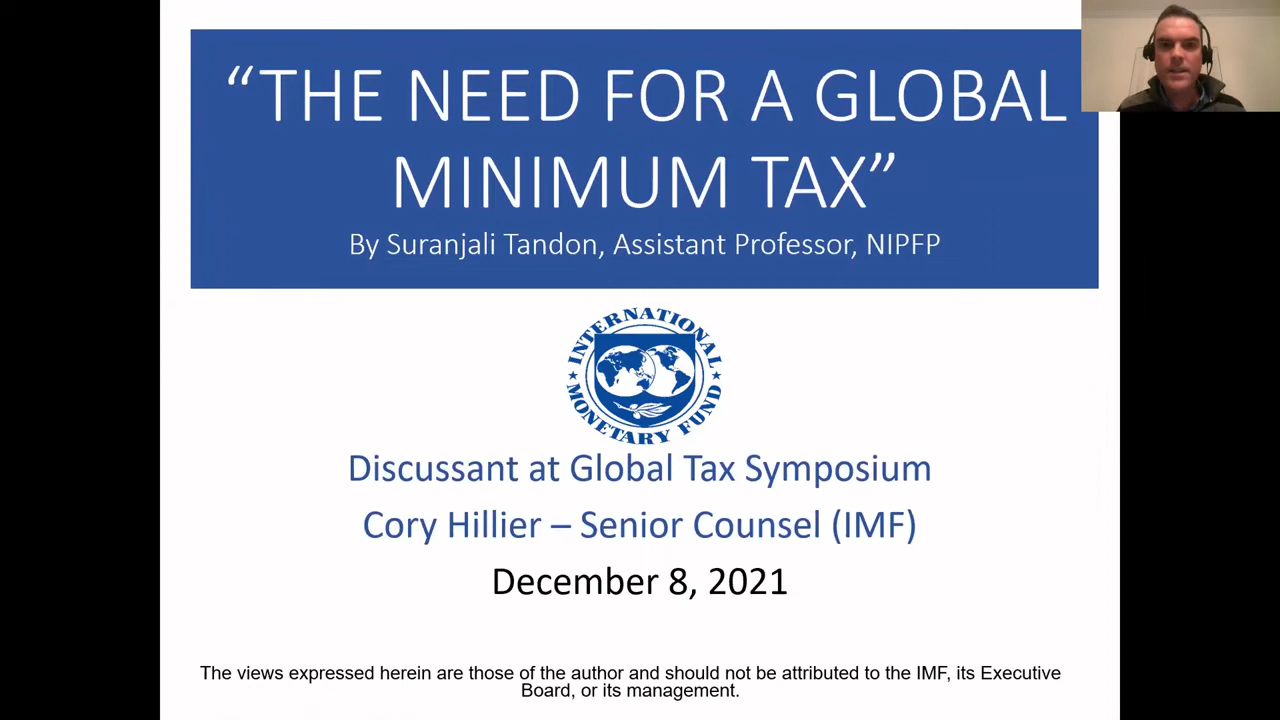 “THE NEED FOR A GLOBAL
MINIMUM TAX”
By Suranjali Tandon, Assistant Professor, NIPFP
INTERNATIONAL
MONETARY FUND
Discussant at Global Tax Symposium
Cory Hillier – Senior Counsel (IMF)
December 8, 2021
The views expressed herein are those of the author and should not be attributed to the IMF, its Executive
Board, or its management.